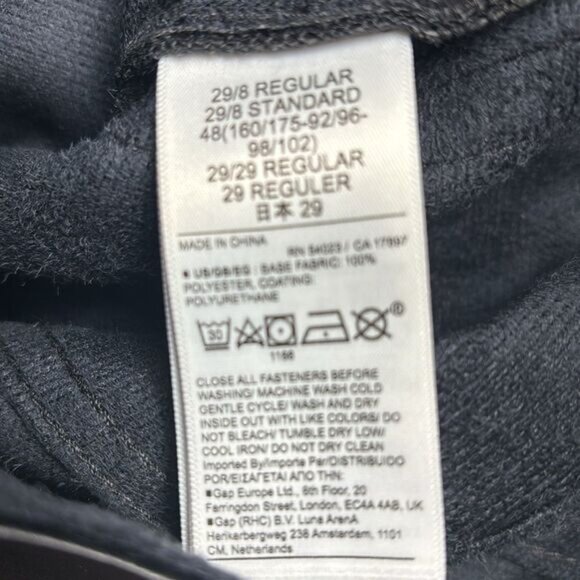 29/8 REGULAR
29/8 STANDARD
48(160/175-92/96-
98/102)
29/29 REGULAR
29 REGULER
日本 29
MADE IN CHINA RN 54023 / CA 17897
■ US/GB/EG : BASE FABRIC: 100%
POLYESTER, COATING:
POLYURETHANE
30
1188
CLOSE ALL FASTENERS BEFORE
WASHING/ MACHINE WASH COLD
GENTLE CYCLE/ WASH AND DRY
INSIDE OUT WITH LIKE COLORS/ DO
NOT BLEACH/ TUMBLE DRY LOW/
COOL IRON/ DO NOT DRY CLEAN
Imported By/Importe Par/DISTRIBUIDO
POR/ΕΙΣΑΓΕΤΑΙ ΑΠΟ:
■Gap Europe Ltd., 6th Floor, 20
Farringdon Street, London, EC4A 4AB, UK
■Gap (RHC) B.V. Luna ArenA
Herikerbergweg 238 Amsterdam, 1101
CM, Netherlands